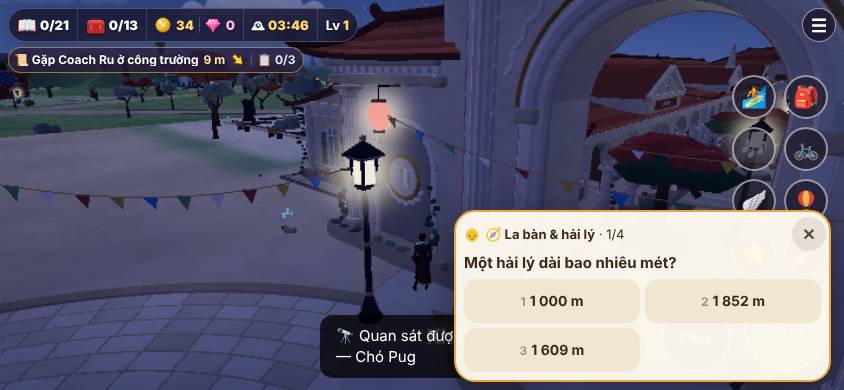 0/21 0/13 34 0 03:46 Lv 1
Gặp Coach Ru ở công trường 9 m 0/3
La bàn & hải lý · 1/4
Một hải lý dài bao nhiêu mét?
1 1 000 m 2 1 852 m
3 1 609 m
Quan sát đượ
— Chó Pug
Chạy